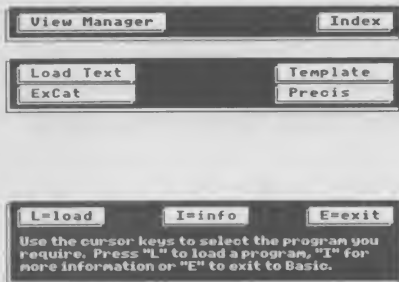 View Manager Index
Load Text Template
ExCat Precis
L=load I=info E=exit
Use the cursor keys to select the program you
require. Press "L" to load a program, "I" for
more information or "E" to exit to Basic.